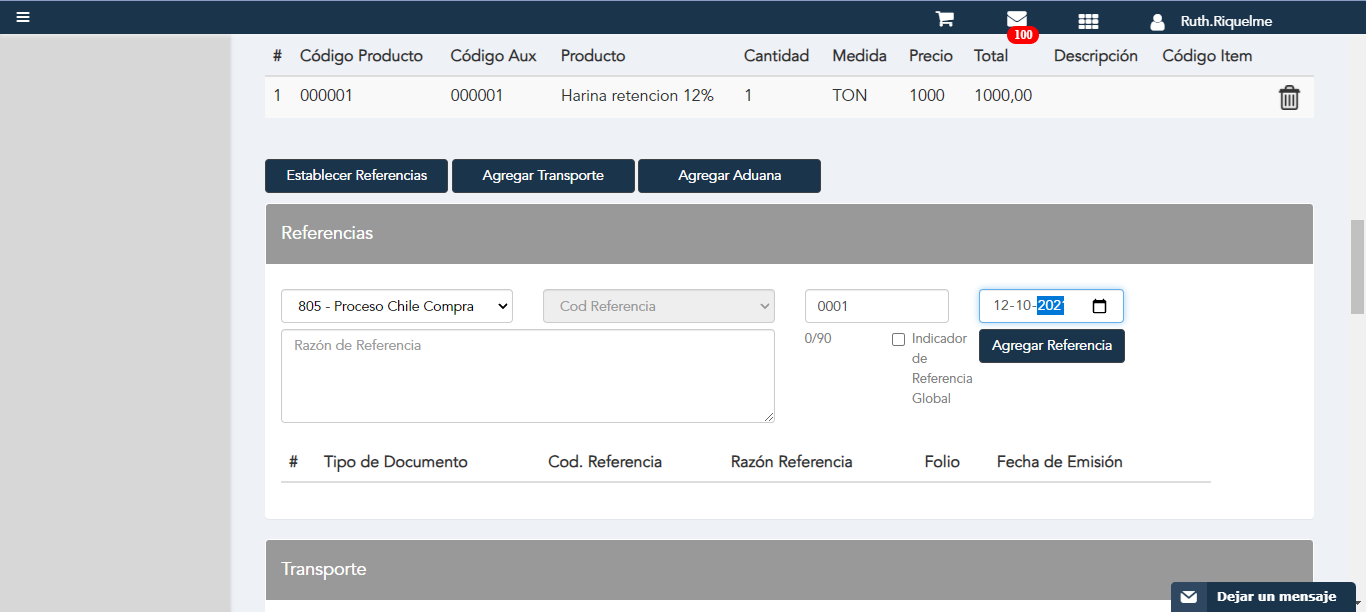 100
Ruth.Riquelme
# Código Producto Código Aux Producto Cantidad Medida Precio Total Descripción Código Item
1 000001 000001 Harina retencion 12% 1 TON 1000 1000,00
Establecer Referencias Agregar Transporte Agregar Aduana
Referencias
805 - Proceso Chile Compra Cod Referencia 0001 12-10-2021
Razón de Referencia 0/90 Indicador Agregar Referencia
de
Referencia
Global
# Tipo de Documento Cod. Referencia Razón Referencia Folio Fecha de Emisión
Transporte
Dejar un mensaje